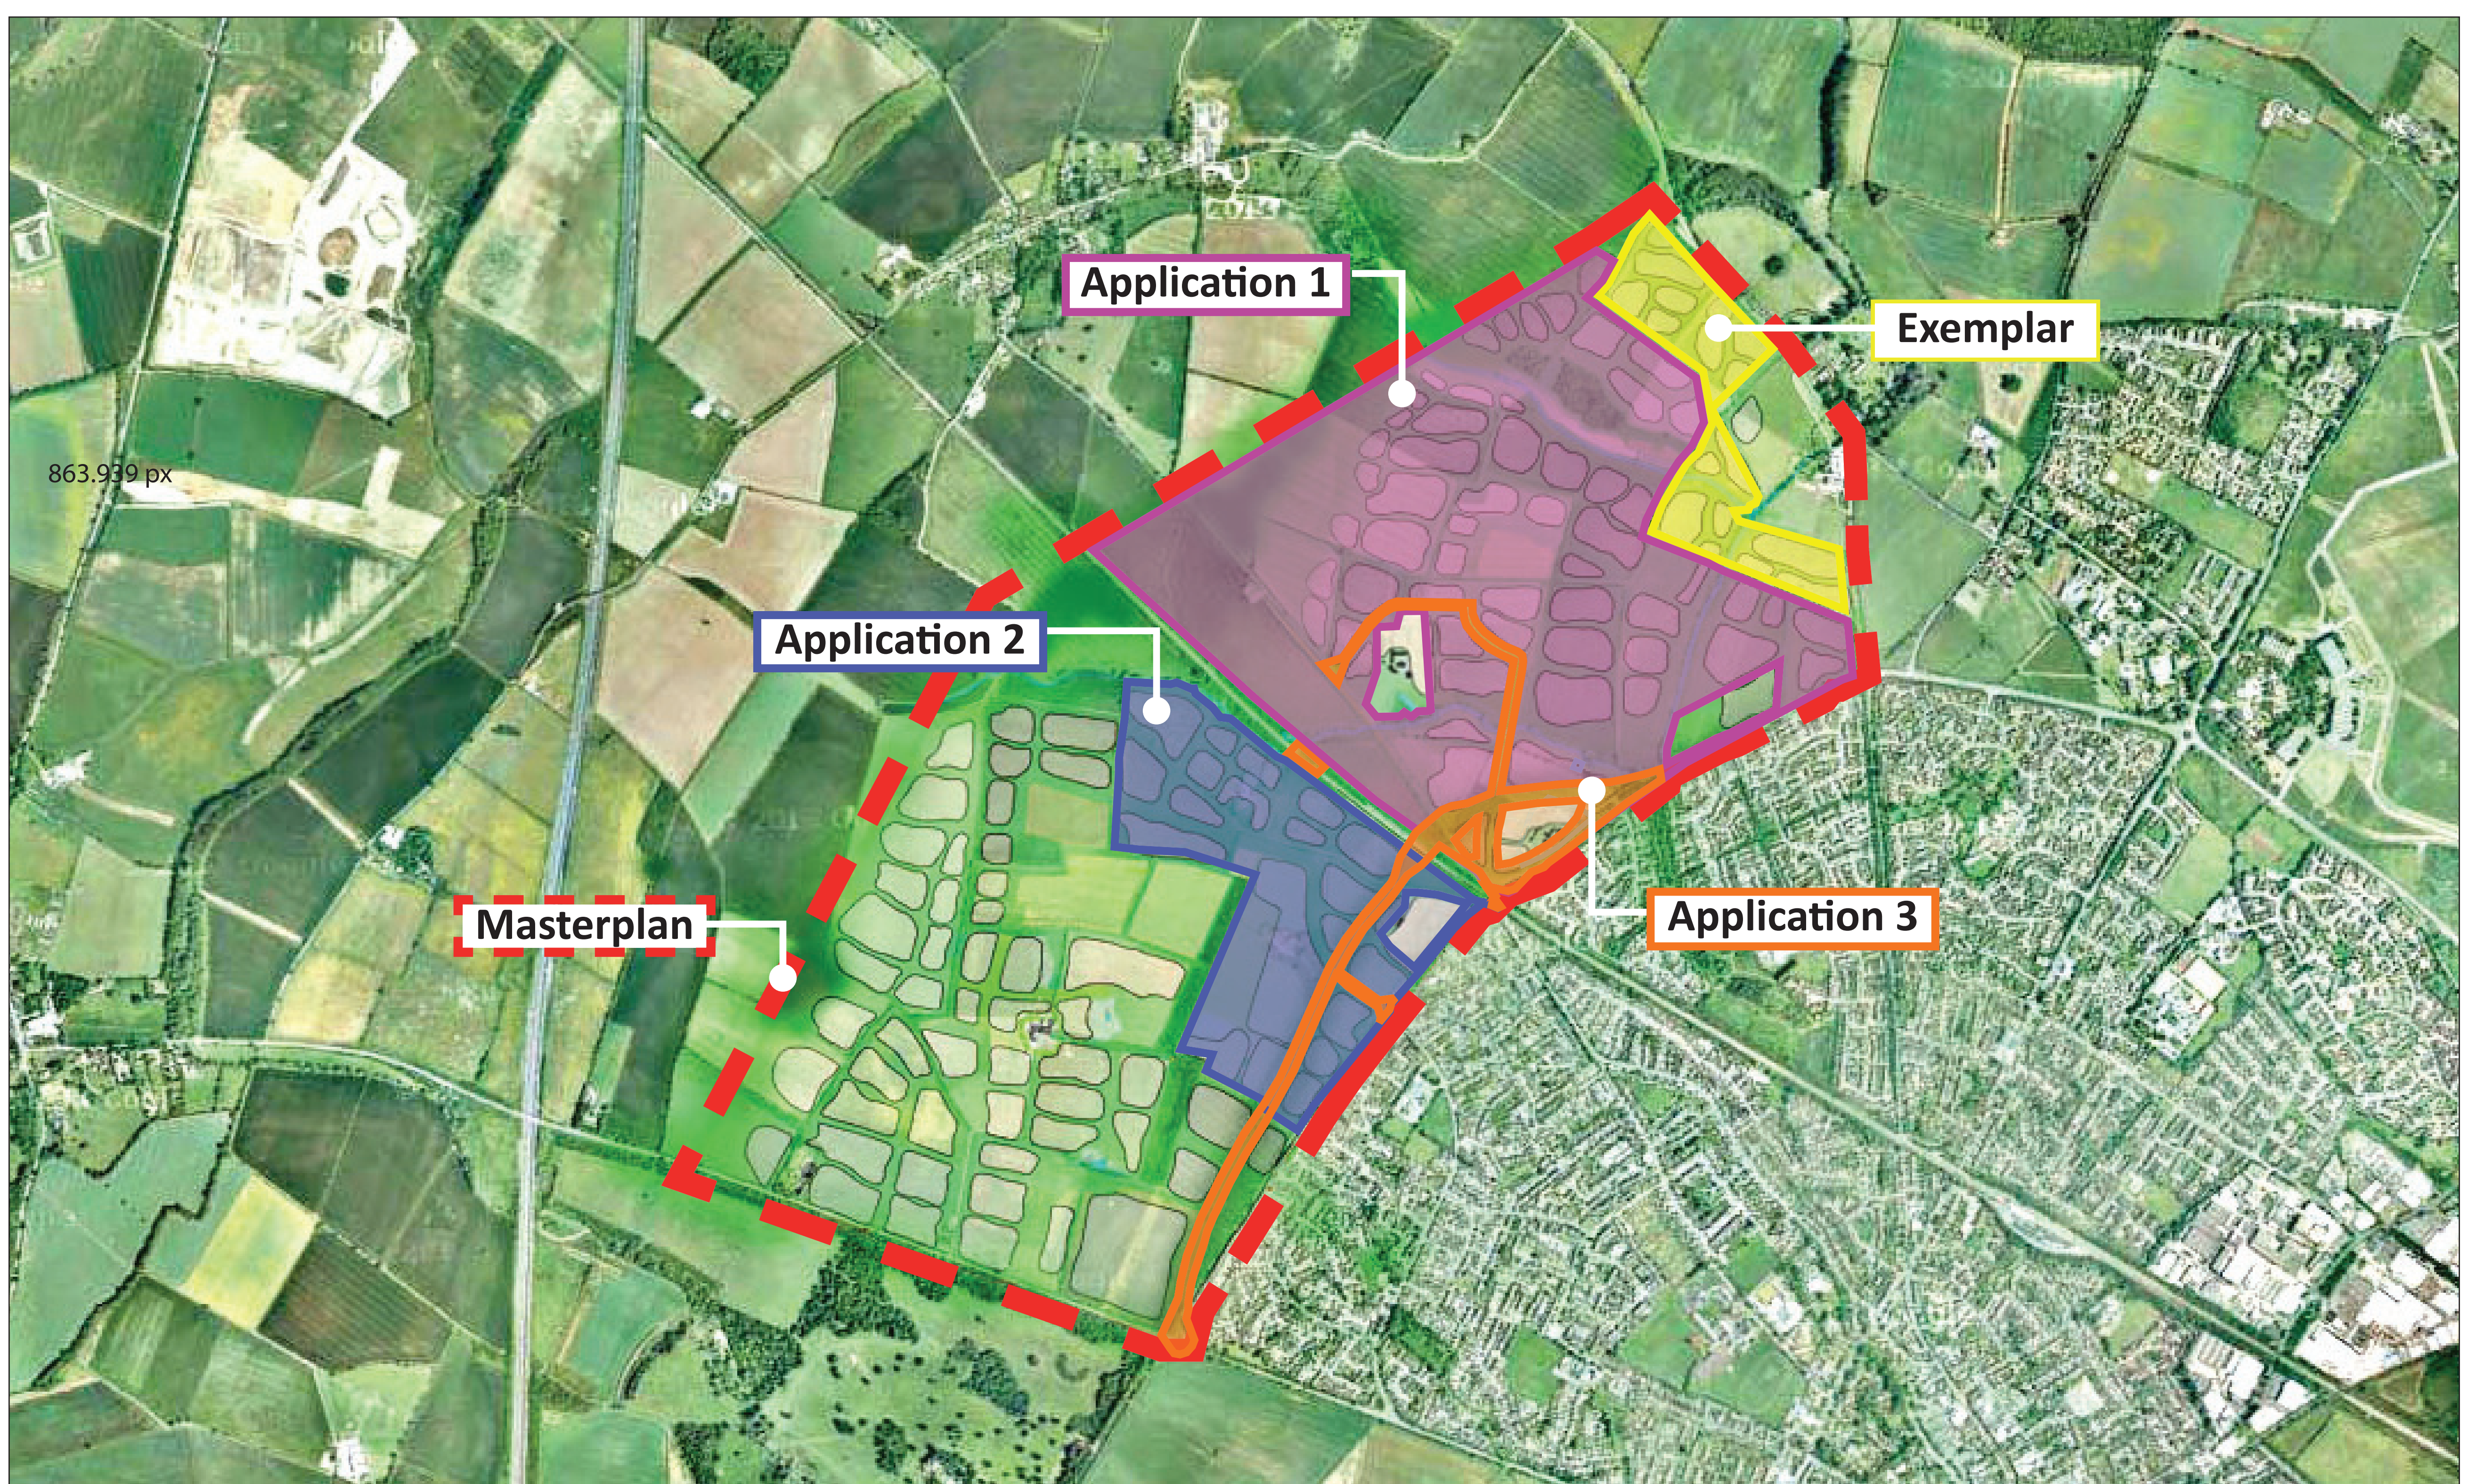 Application 1
Exemplar
863.939 px
Application 2
Masterplan
Application 3